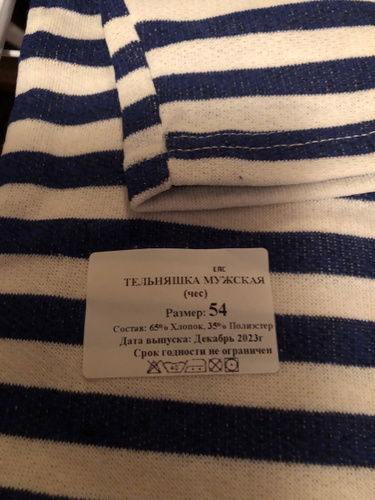 EAC
ТЕЛЬНЯШКА МУЖСКАЯ
(чес)
Размер: 54
Состав: 65% Хлопок, 35% Полиэстер
Дата выпуска: Декабрь 2023г
Срок годности не ограничен